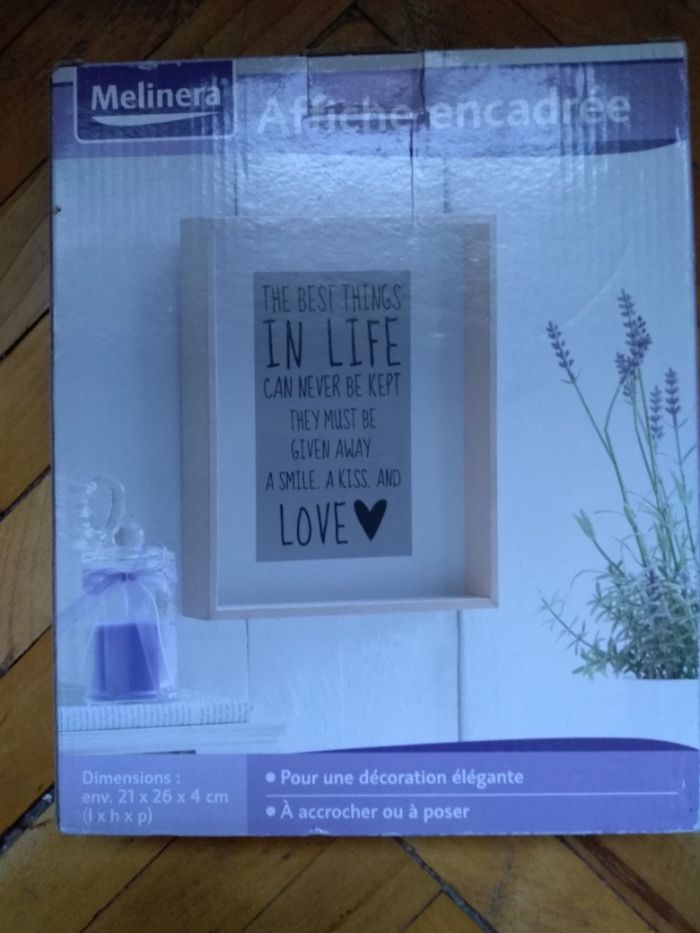 Melinera
Affiche encadrée
THE BEST THINGS
IN LIFE
CAN NEVER BE KEPT
THEY MUST BE
GIVEN AWAY...
A SMILE, A KISS, AND
LOVE
Dimensions :
env. 21 x 26 x 4 cm
(l x h x p)
• Pour une décoration élégante
• À accrocher ou à poser